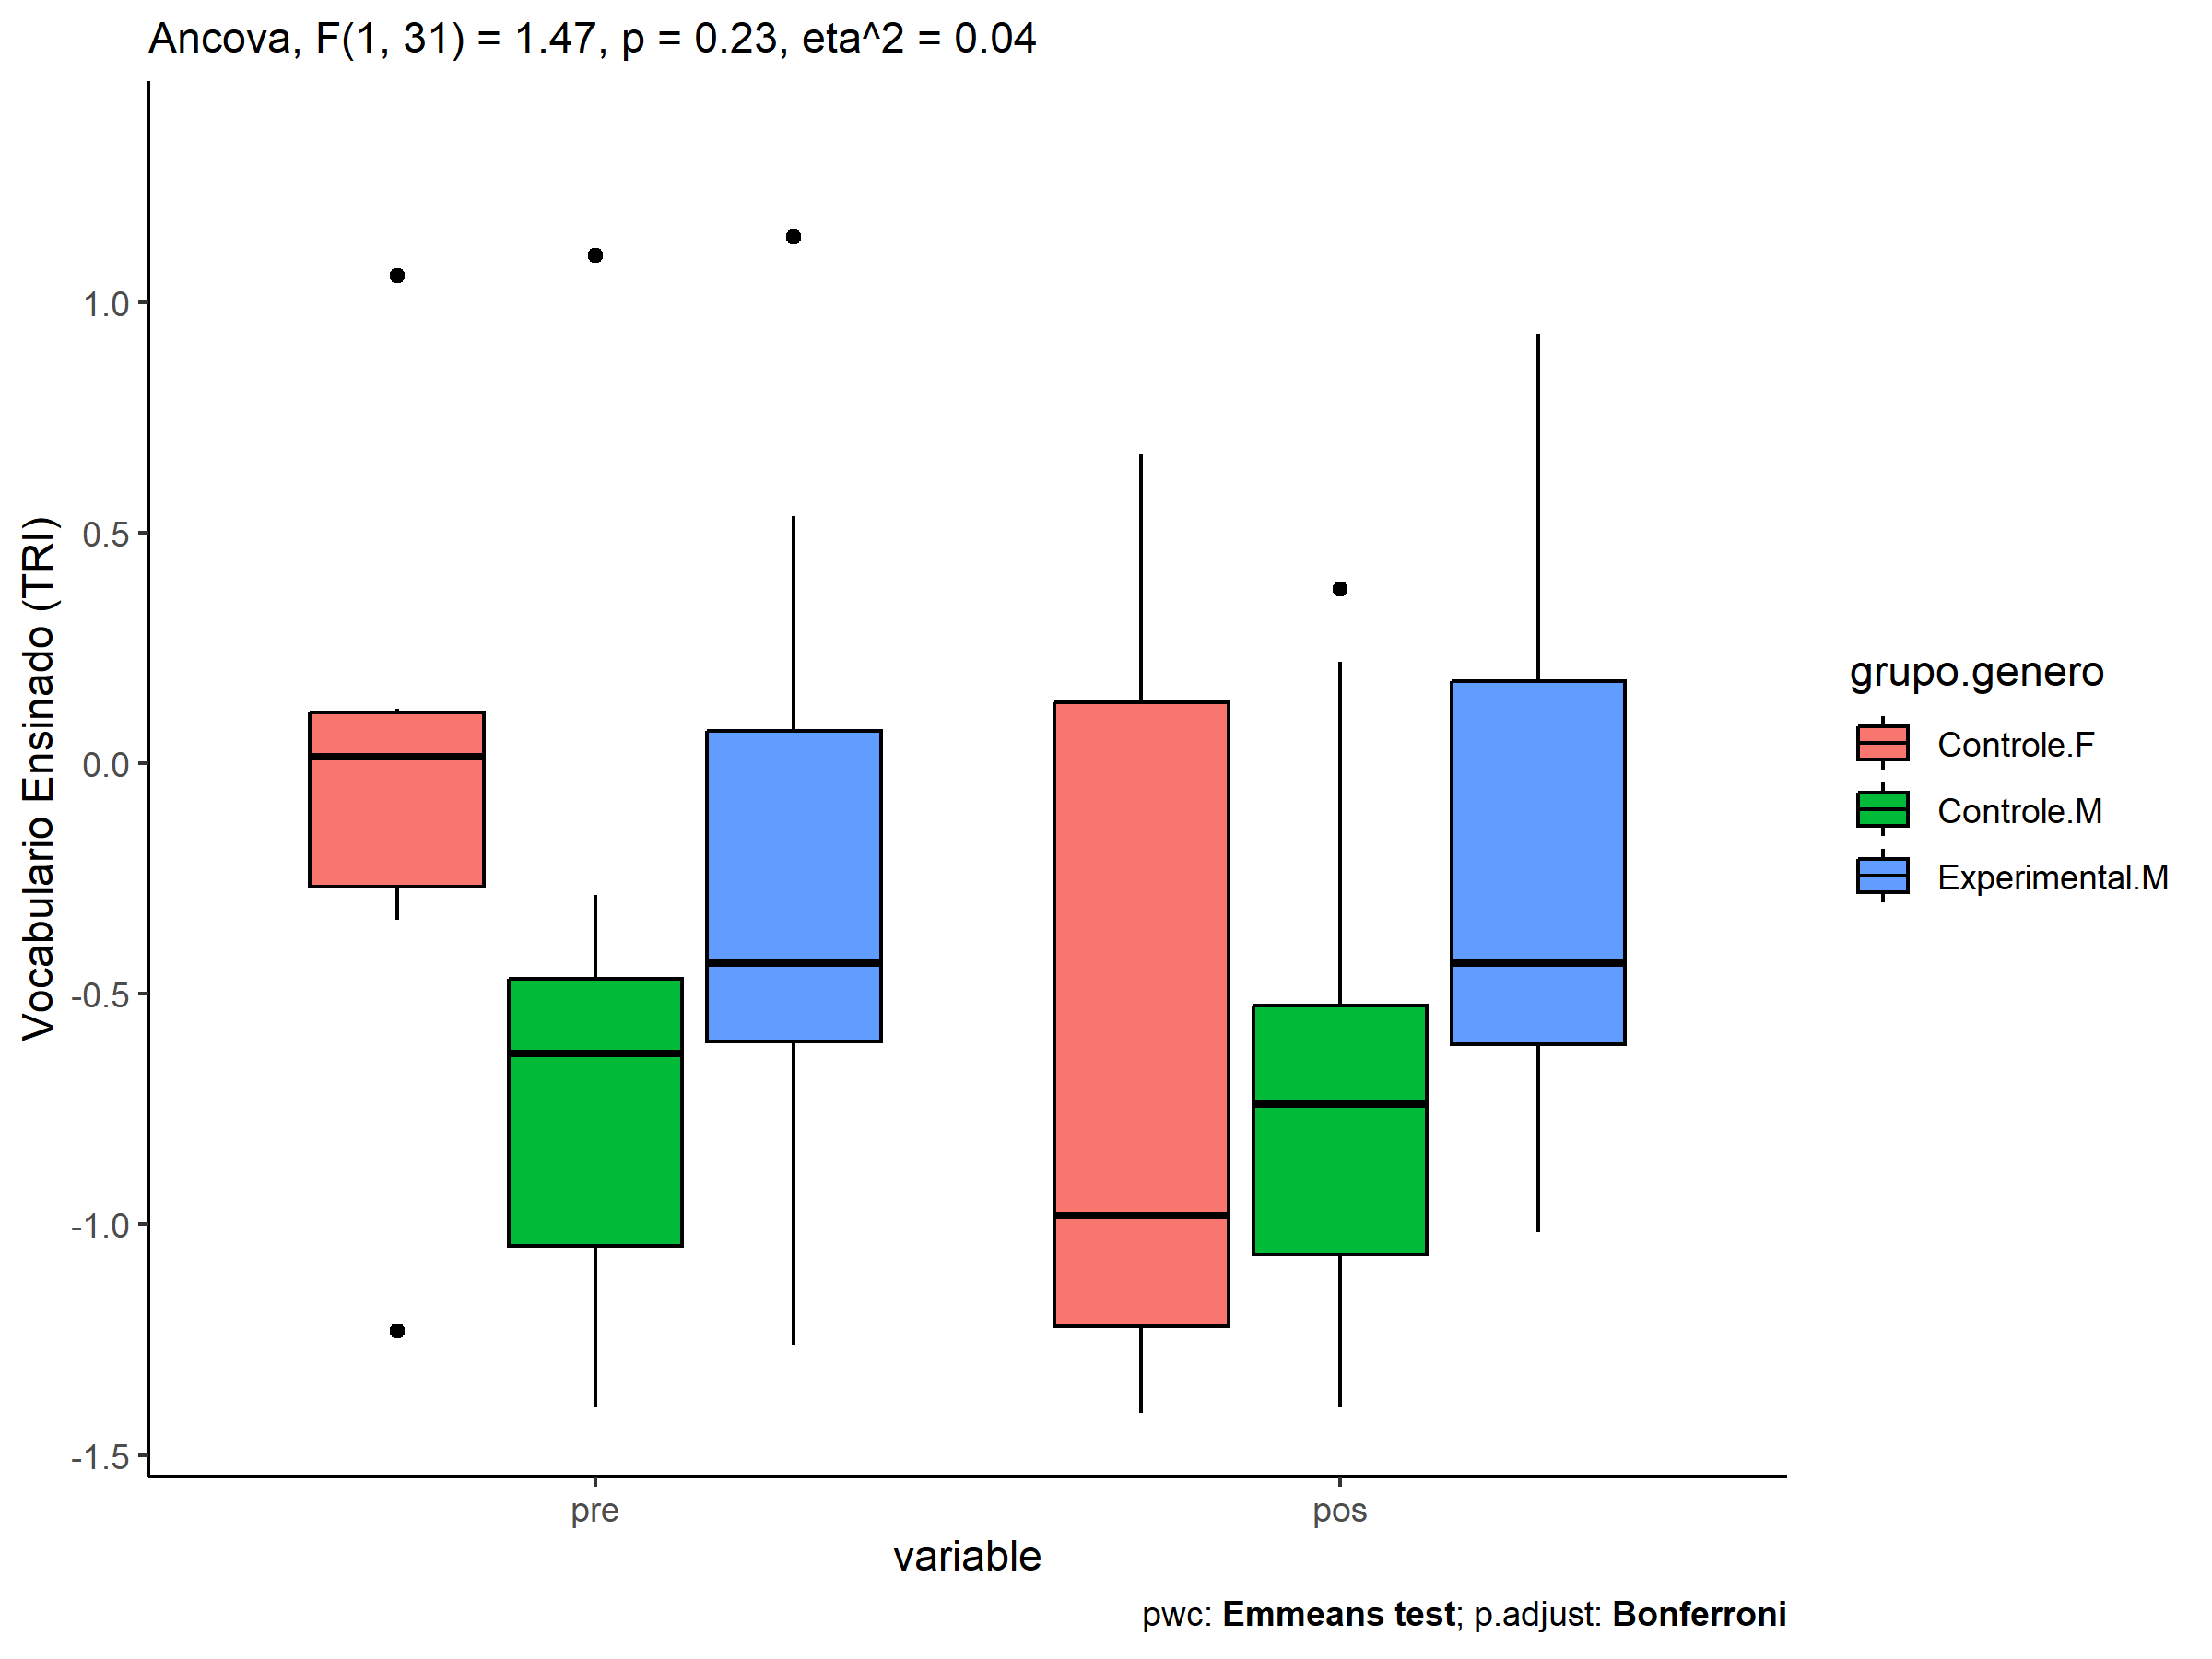 Ancova, F(1, 31) = 1.47, p = 0.23, eta^2 = 0.04
Vocabulario Ensinado (TRI)
1.0
0.5
0.0
-0.5
-1.0
-1.5
pre
pos
variable
grupo.genero
Controle.F
Controle.M
Experimental.M
pwc: Emmeans test; p.adjust: Bonferroni